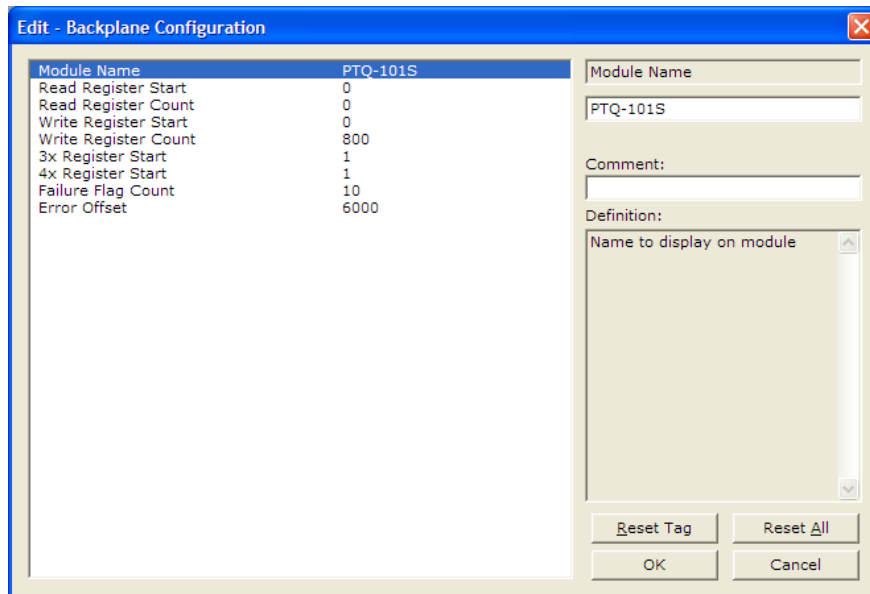 Edit - Backplane Configuration
Module Name PTQ-101S
Read Register Start 0
Read Register Count 0
Write Register Start 0
Write Register Count 800
3x Register Start 1
4x Register Start 1
Failure Flag Count 10
Error Offset 6000
Module Name
PTQ-101S
Comment:
Definition:
Name to display on module
Reset Tag Reset All
OK Cancel